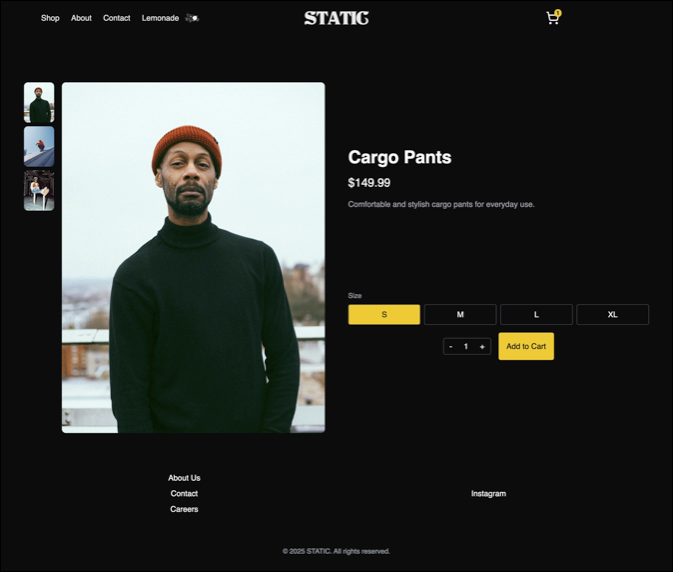 Shop About Contact Lemonade
STATIC
1
Cargo Pants
$149.99
Comfortable and stylish cargo pants for everyday use.
Size
S M L XL
- 1 +
Add to Cart
About Us
Contact
Careers
Instagram
© 2025 STATIC. All rights reserved.